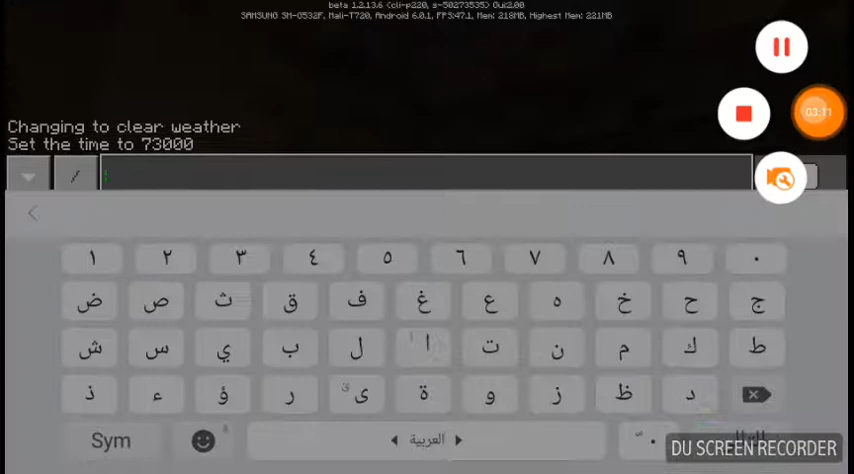 beta 1.2.13.6 (cli-p220, s-50273535) Gui2.00
SAMSUNG SM-G532F, Mali-T720, Android 6.0.1, FPS:47.1, Mem: 218MB, Highest Mem: 221MB
03:11
Changing to clear weather
Set the time to 73000
/
١ ٢ ٣ ٤ ٥ ٦ ٧ ٨ ٩ ٠
ض ص ث ق ف غ ع ه خ ح ج
ش س ي ب ل ا ت ن م ك ط
ذ ء ؤ ر ى ة و ز ظ د
Sym العربية .
DU SCREEN RECORDER